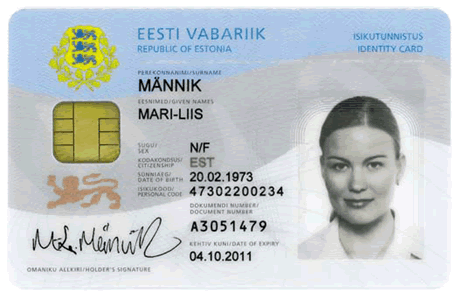 EESTI VABARIIK
REPUBLIC OF ESTONIA
ISIKUTUNNISTUS
IDENTITY CARD
PEREKONNANIMI/SURNAME
MÄNNIK
EESNIMED/GIVEN NAMES
MARI-LIIS
SUGU/
SEX
N/F
KODAKONDSUS/
CITIZENSHIP
EST
SÜNNIAEG/
DATE OF BIRTH
20.02.1973
ISIKUKOOD/
PERSONAL CODE
47302200234
DOKUMENDI NUMBER/
DOCUMENT NUMBER
A3051479
KEHTIV KUNI/DATE OF EXPIRY
04.10.2011
OMANIKU ALLKIRI/HOLDER'S SIGNATURE